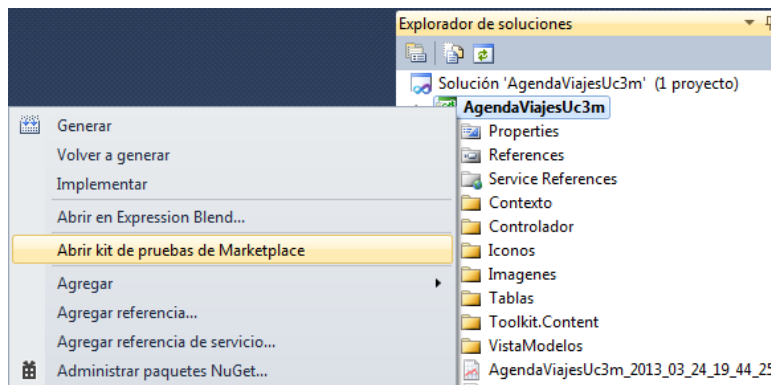 Explorador de soluciones
Solución 'AgendaViajesUc3m' (1 proyecto)
AgendaViajesUc3m
Properties
References
Service References
Contexto
Controlador
Iconos
Imagenes
Tablas
Toolkit.Content
VistaModelos
AgendaViajesUc3m_2013_03_24_19_44_25
Generar
Volver a generar
Implementar
Abrir en Expression Blend...
Abrir kit de pruebas de Marketplace
Agregar
Agregar referencia...
Agregar referencia de servicio...
Administrar paquetes NuGet...